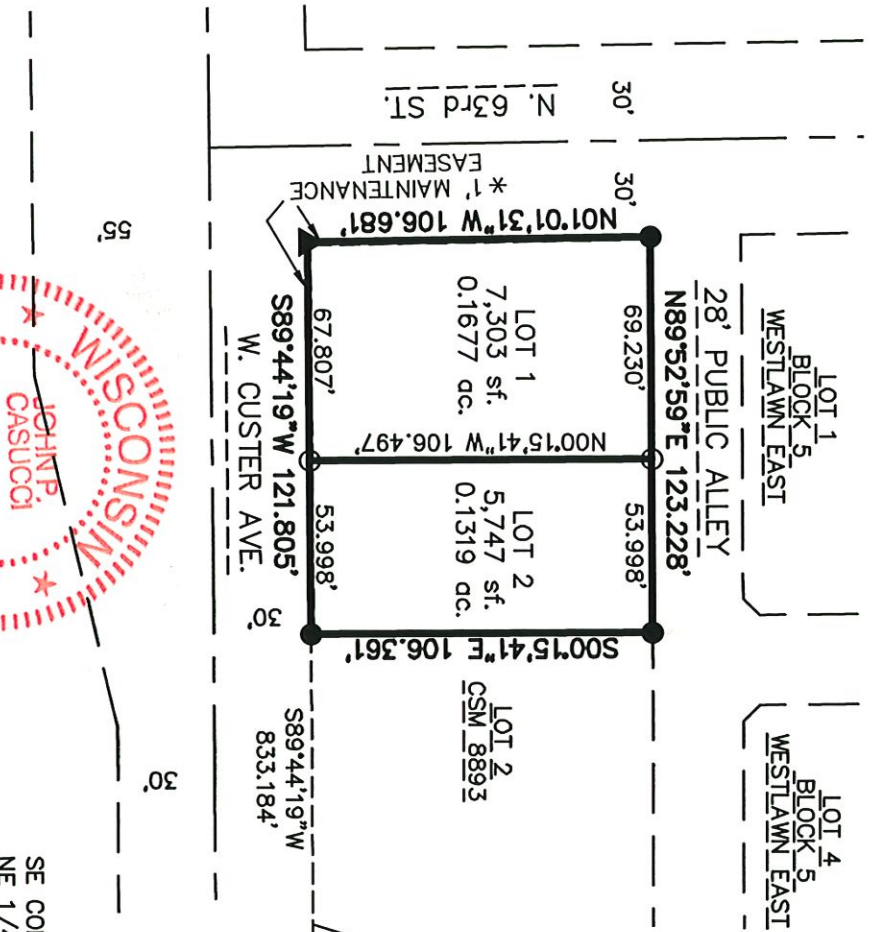 LOT 1
BLOCK 5
WESTLAWN EAST
LOT 4
BLOCK 5
WESTLAWN EAST
28' PUBLIC ALLEY
N89°52'59"E 123.228'
69.230'
53.998'
N. 63rd ST.
30'
30'
*1' MAINTENANCE
EASEMENT
N01°01'31"W 106.681'
LOT 1
7,303 sf.
0.1677 ac.
N00°15'41"W 106.497'
LOT 2
5,747 sf.
0.1319 ac.
S00°15'41"E 106.361'
LOT 2
CSM 8893
67.807'
53.998'
S89°44'19"W 121.805'
W. CUSTER AVE.
30'
S89°44'19"W
833.184'
55'
30'
WISCONSIN
JOHN P.
CASUCCI
NE 1/4